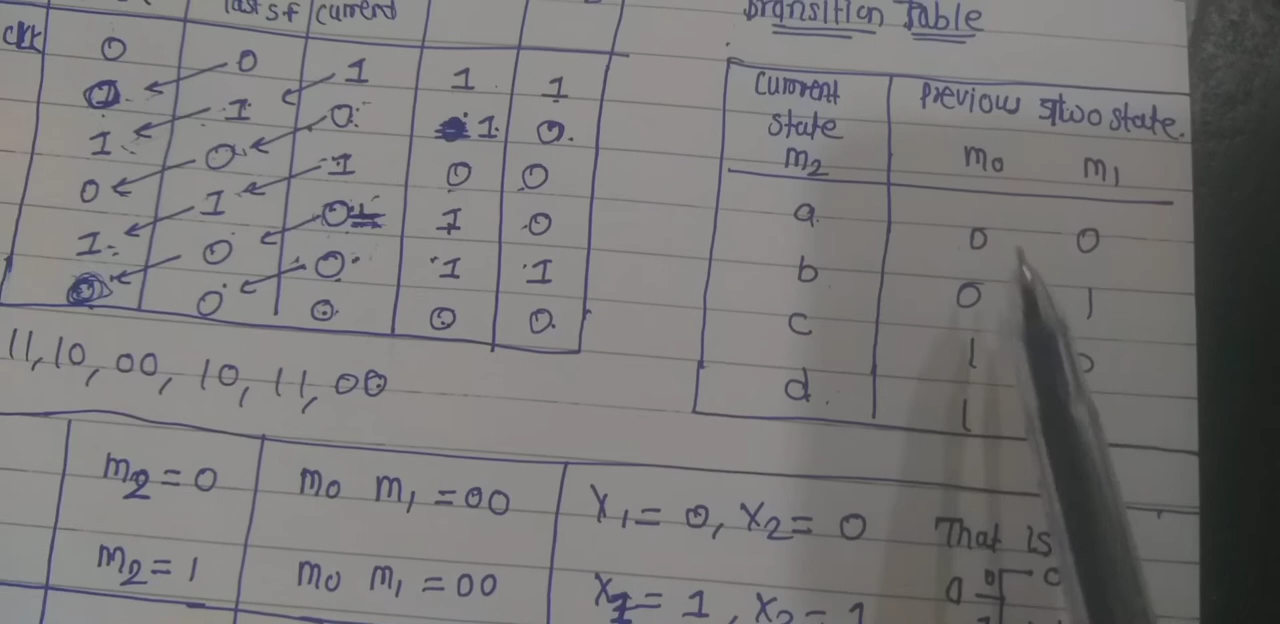 last s.f current
Transition Table
clk
0
0 1 1 1
0 1 0 1 0
1 0 1 0 0
0 1 0 1 0
1 0 0 1 1
0 0 0 0 0
11, 10, 00, 10, 11, 00
Current state m2 Previous two state.
m0 m1
a 0 0
b 0 1
c 1 0
d. 1
m2 = 0 m0 m1 = 00 X1 = 0, X2 = 0 That is
m2 = 1 m0 m1 = 00 X1 = 1, X2 = 1